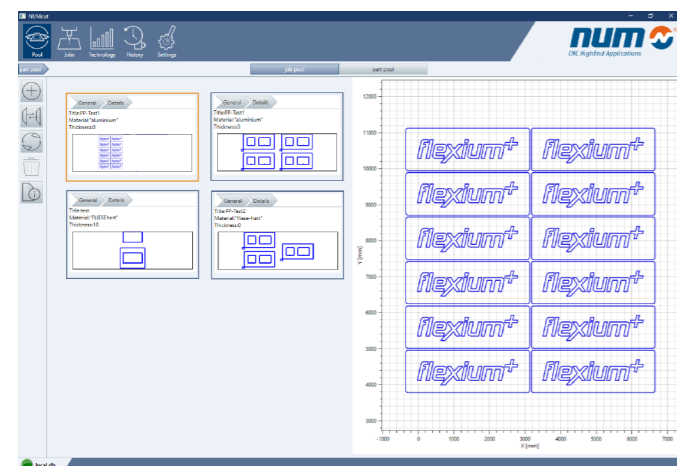 NUMcut
Pool
Jobs
Technology
History
Settings
num
CNC HighEnd Applications
part pool
job pool
part pool
General Details
Title:PP-Test1
Material:"aluminium"
Thickness:0
General Details
Title:PP-Test1
Material:"aluminium"
Thickness:0
General Details
Title:test
Material:"FLIESEhart"
Thickness:10
General Details
Title:PP-Test2
Material:"fliese-hart"
Thickness:0
12000
11000
10000
9000
8000
7000
6000
5000
4000
3000
Y [mm]
flexium+ flexium+
flexium+ flexium+
flexium+ flexium+
flexium+ flexium+
flexium+ flexium+
flexium+ flexium+
-1000 0 1000 2000 3000 4000 5000 6000 7000
X [mm]
local db